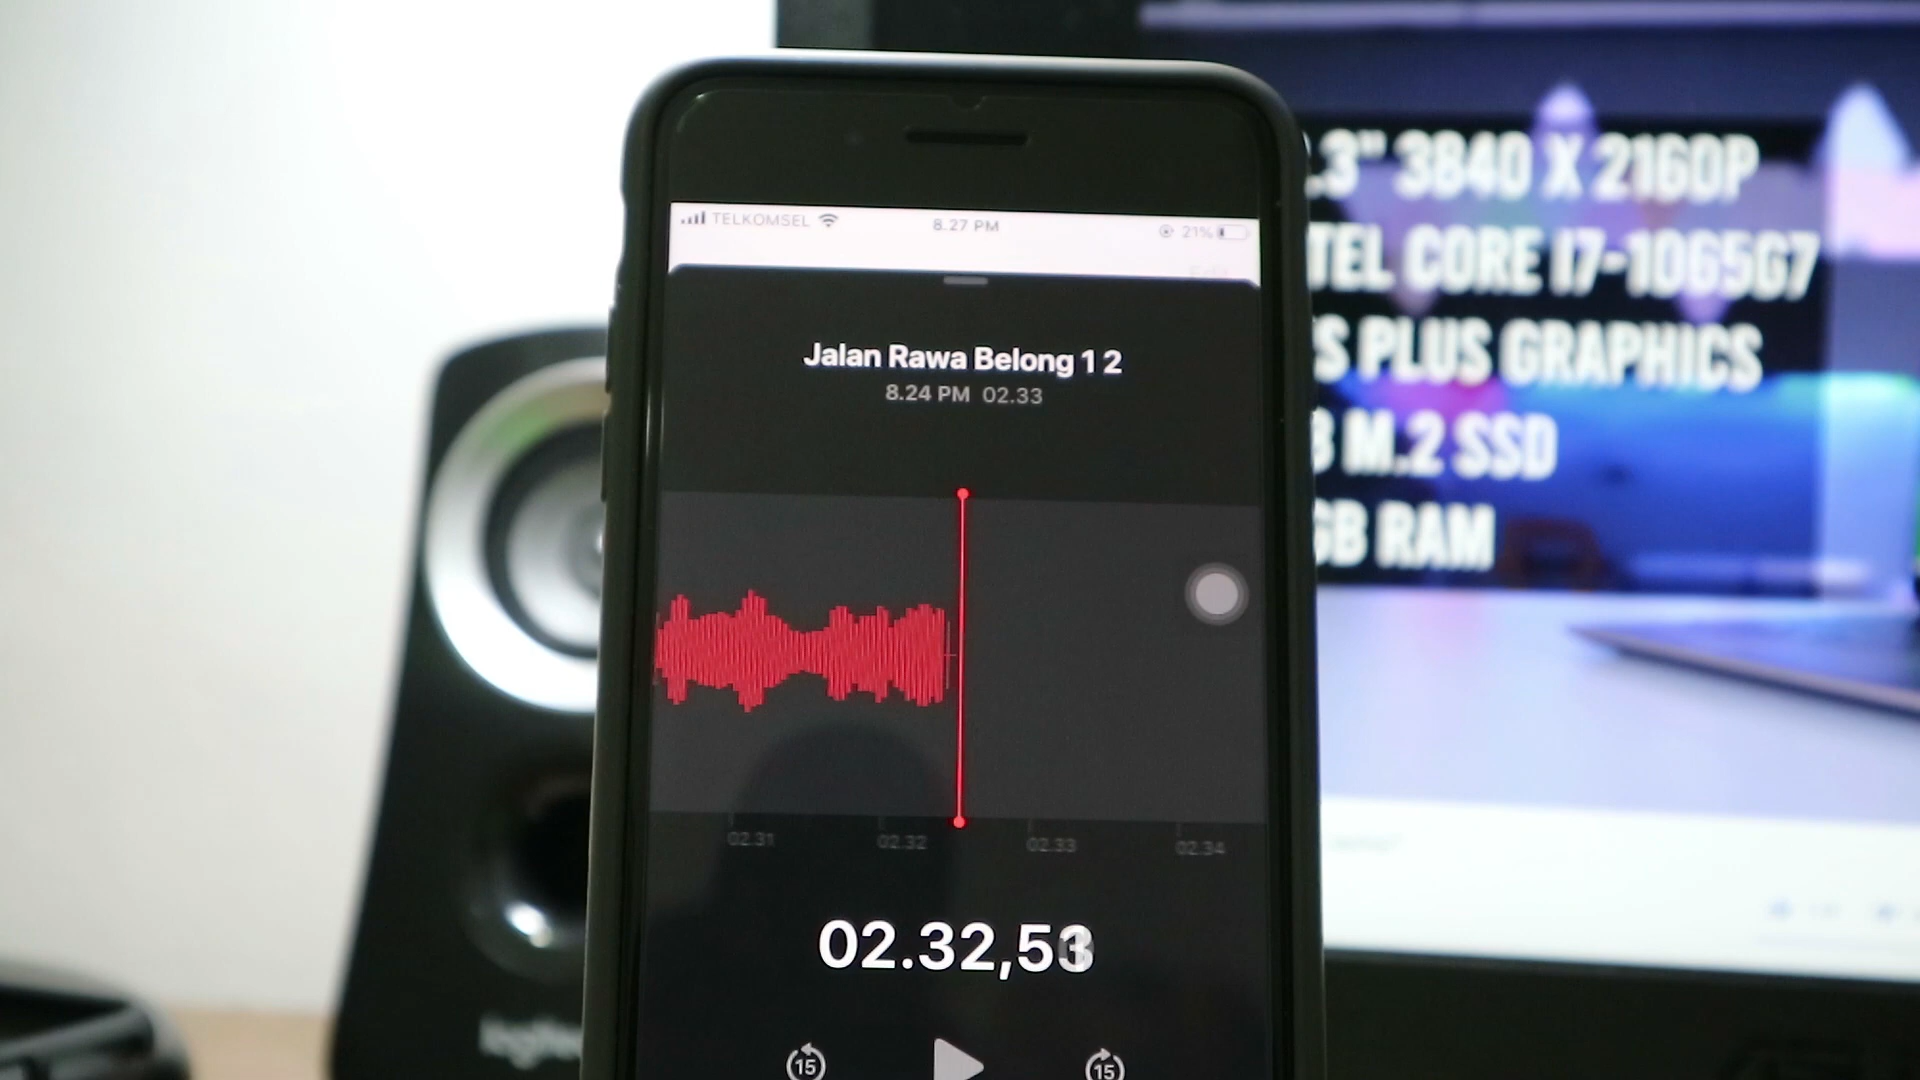 TELKOMSEL 8.27 PM 21%
Jalan Rawa Belong 1 2
8.24 PM 02.33
02.31 02.32 02.33 02.34
02.32,53
15 15
.3" 3840 X 2160P
TEL CORE I7-1065G7
S PLUS GRAPHICS
B M.2 SSD
GB RAM